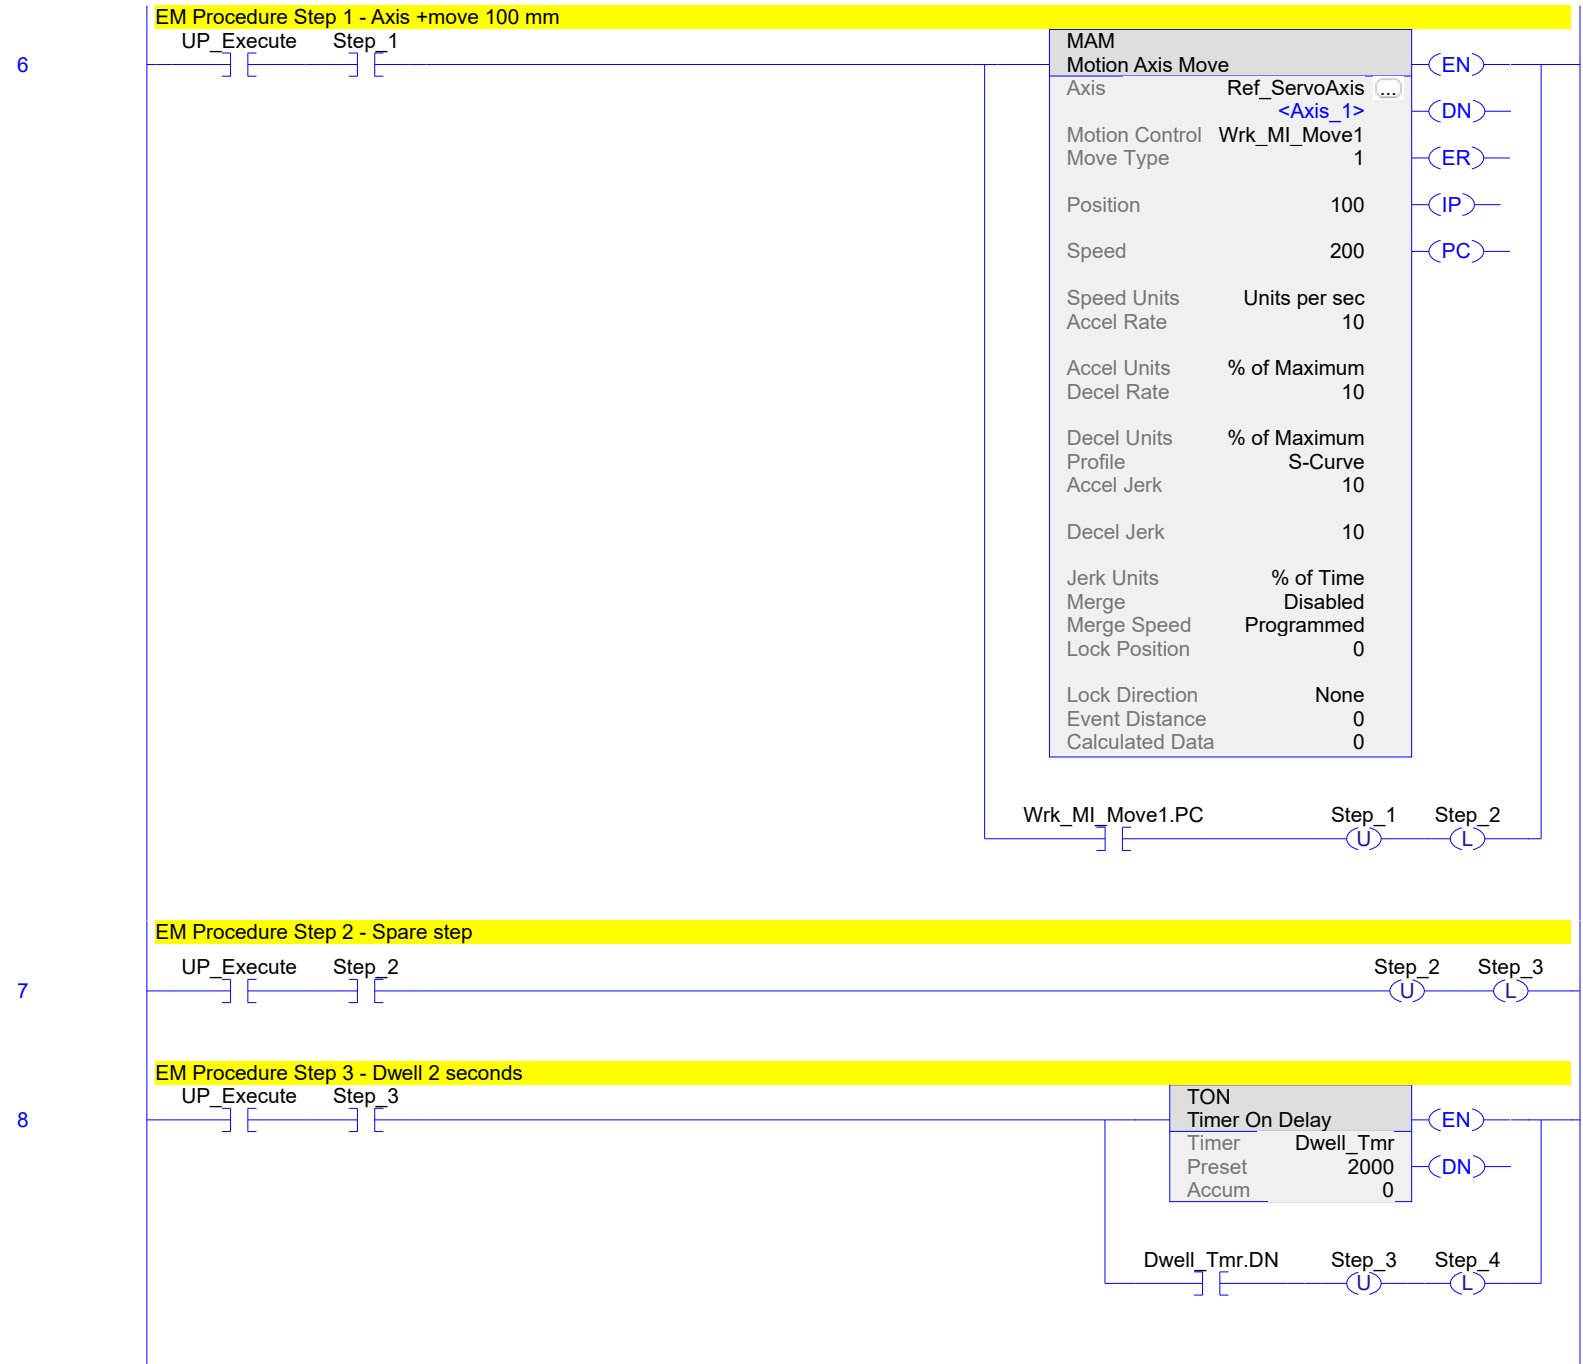 EM Procedure Step 1 - Axis +move 100 mm
UP_Execute Step_1
6
MAM
Motion Axis Move
EN
Axis Ref_ServoAxis ...
<Axis_1>
DN
Motion Control Wrk_MI_Move1
Move Type 1
ER
Position 100
IP
Speed 200
PC
Speed Units Units per sec
Accel Rate 10
Accel Units % of Maximum
Decel Rate 10
Decel Units % of Maximum
Profile S-Curve
Accel Jerk 10
Decel Jerk 10
Jerk Units % of Time
Merge Disabled
Merge Speed Programmed
Lock Position 0
Lock Direction None
Event Distance 0
Calculated Data 0
Wrk_MI_Move1.PC Step_1 Step_2
U L
EM Procedure Step 2 - Spare step
UP_Execute Step_2 Step_2 Step_3
7 U L
EM Procedure Step 3 - Dwell 2 seconds
UP_Execute Step_3
8
TON
Timer On Delay
EN
Timer Dwell_Tmr
Preset 2000
DN
Accum 0
Dwell_Tmr.DN Step_3 Step_4
U L